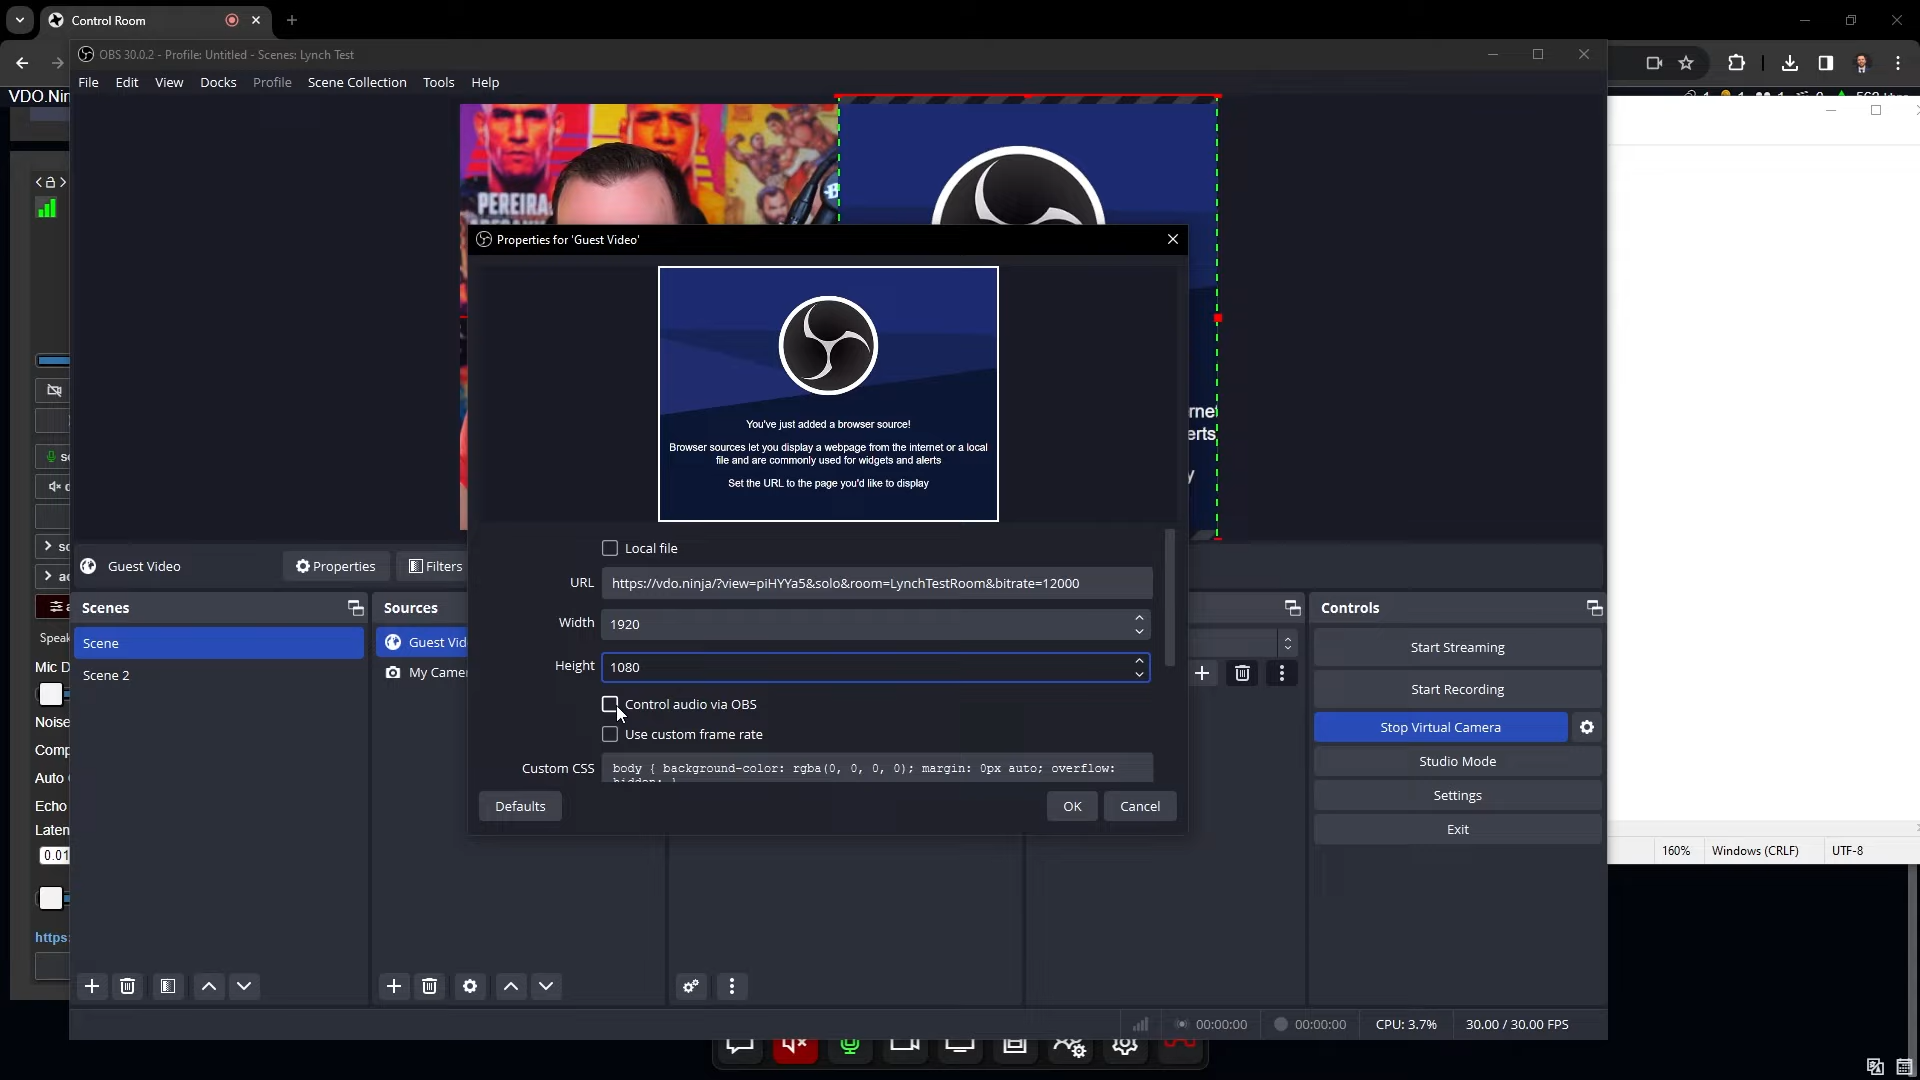 Control Room
OBS 30.0.2 - Profile: Untitled - Scenes: Lynch Test
File Edit View Docks Profile Scene Collection Tools Help
VDO.Nin
PEREIRA
Properties for 'Guest Video'
You've just added a browser source!
Browser sources let you display a webpage from the internet or a local
file and are commonly used for widgets and alerts
Set the URL to the page you'd like to display
rnet
erts
y
Local file
Guest Video Properties Filters
URL https://vdo.ninja/?view=piHYYa5&solo&room=LynchTestRoom&bitrate=12000
Scenes Sources Controls
Width 1920
Scene Guest Vid Start Streaming
Speak
Height 1080
Mic D
Scene 2 My Came Start Recording
Control audio via OBS
Noise
Stop Virtual Camera
Use custom frame rate
Comp
Studio Mode
Custom CSS body { background-color: rgba(0, 0, 0, 0); margin: 0px auto; overflow:
hidden; }
Auto
Settings
Echo
Defaults OK Cancel
Laten
Exit
0.01
160% Windows (CRLF) UTF-8
https:
00:00:00 00:00:00 CPU: 3.7% 30.00 / 30.00 FPS